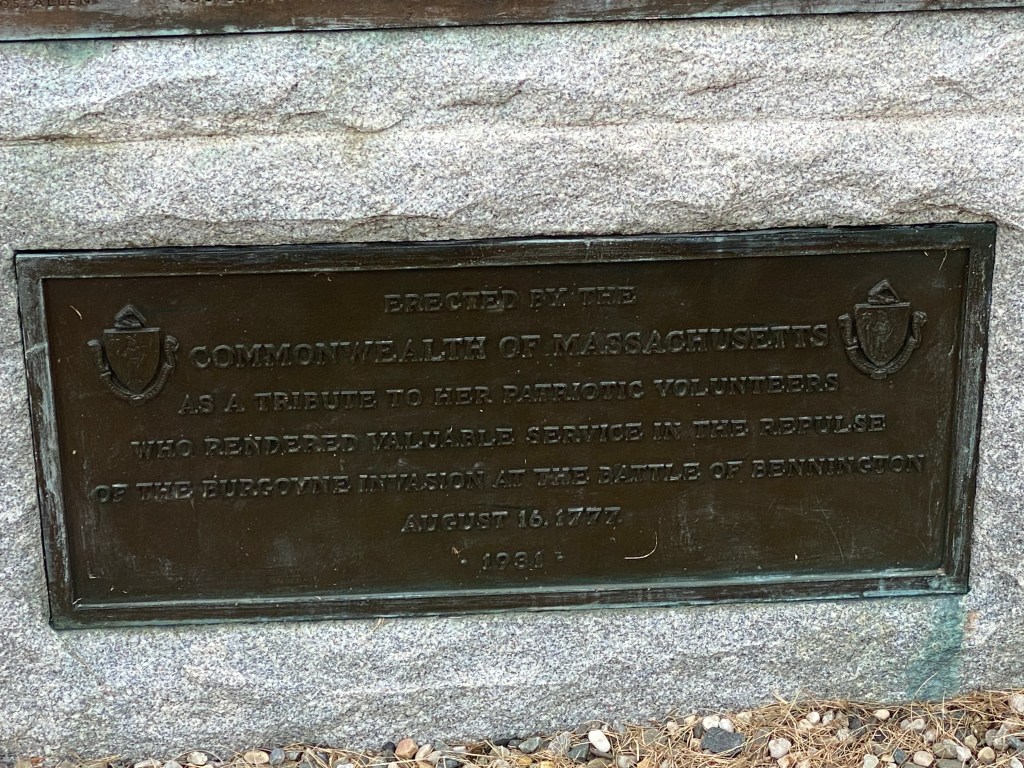 ERECTED BY THE
COMMONWEALTH OF MASSACHUSETTS
AS A TRIBUTE TO HER PATRIOTIC VOLUNTEERS
WHO RENDERED VALUABLE SERVICE IN THE REPULSE
OF THE BURGOYNE INVASION AT THE BATTLE OF BENNINGTON
AUGUST 16, 1777
· 1931 ·